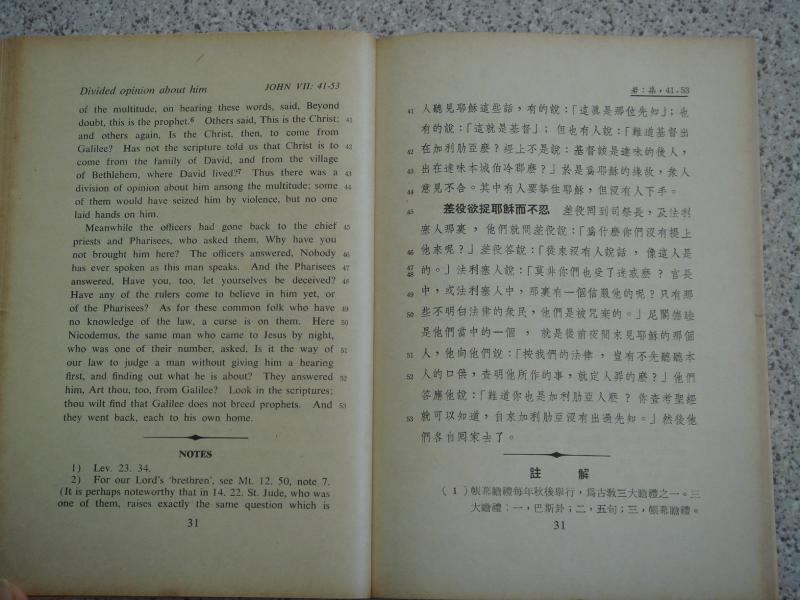 Divided opinion about him JOHN VII: 41-53
of the multitude, on hearing these words, said, Beyond
doubt, this is the prophet.⁶ Others said, This is the Christ; 41
and others again, Is the Christ, then, to come from
Galilee? Has not the scripture told us that Christ is to 42
come from the family of David, and from the village
of Bethlehem, where David lived?⁷ Thus there was a 43
division of opinion about him among the multitude; some 44
of them would have seized him by violence, but no one
laid hands on him.
Meanwhile the officers had gone back to the chief 45
priests and Pharisees, who asked them, Why have you
not brought him here? The officers answered, Nobody 46
has ever spoken as this man speaks. And the Pharisees 47
answered, Have you, too, let yourselves be deceived? 48
Have any of the rulers come to believe in him yet, or
of the Pharisees? As for these common folk who have 49
no knowledge of the law, a curse is on them. Here 50
Nicodemus, the same man who came to Jesus by night,
who was one of their number, asked, Is it the way of 51
our law to judge a man without giving him a hearing
first, and finding out what he is about? They answered 52
him, Art thou, too, from Galilee? Look in the scriptures;
thou wilt find that Galilee does not breed prophets. And 53
they went back, each to his own home.
NOTES
1) Lev. 23. 34.
2) For our Lord's 'brethren', see Mt. 12. 50, note 7.
(It is perhaps noteworthy that in 14. 22. St. Jude, who was
one of them, raises exactly the same question which is
31
若:柒,41-53
41 人聽見耶穌這些話,有的說:「這眞是那位先知」;也
有的說:「這就是基督」;但也有人說:「難道基督出
42 在加利肋亞麼?經上不是說:基督該是達味的後人,
43 出在達味本城伯冷郡麼?」於是爲耶穌的緣故,衆人
44 意見不合。其中有人要拏住耶穌,但沒有人下手。
45 差役欲捉耶穌而不忍 差役囘到司祭長,及法利
塞人那裏,他們就問差役說:「爲什麼你們沒有提上
46 他來呢?」差役答說:「從來沒有人說話,像這人是
47 48 的。」法利塞人說:「莫非你們也受了迷惑麼?官長
49 中,或法利塞人中,那裏有一個信服他的呢?只有那
50 些不明白法律的衆民,他們是被咒棄的。」尼閣德睦
是他們當中的一個,就是從前夜間來見耶穌的那個
51 人,他向他們說:「按我們的法律,豈有不先聽聽本
52 人的口供,查明他所作的事,就定人罪的麼?」他們
答應他說:「難道你也是加利肋亞人麼?你查考聖經
53 就可以知道,自來加利肋亞沒有出過先知。」然後他
們各自囘家去了。
註 解
(1)帳幕瞻禮每年秋後舉行,爲古敎三大瞻禮之一。三
大瞻禮:一,巴斯卦;二,五旬;三,帳幕瞻禮。
31